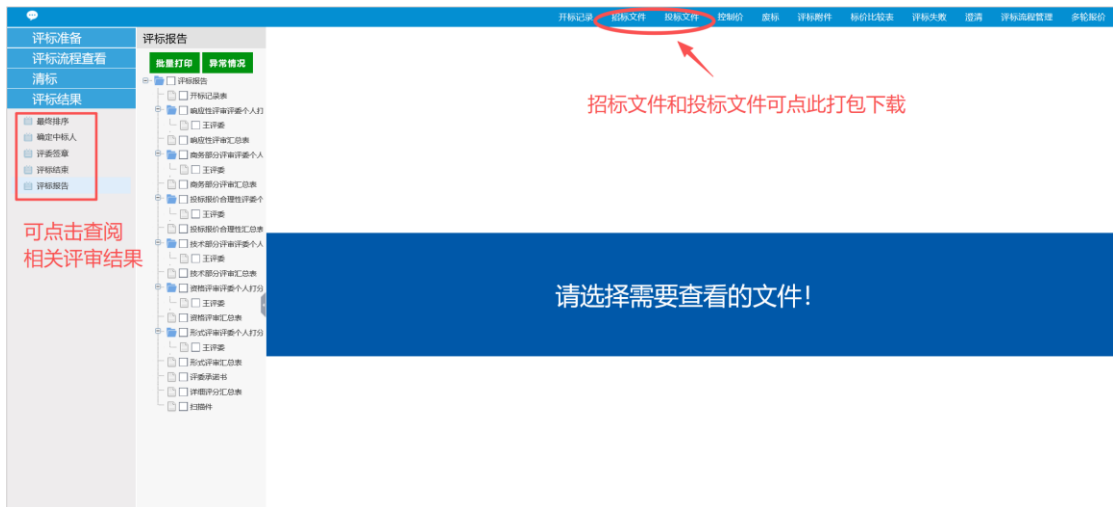 开标记录 招标文件 投标文件 控制价 废标 评标附件 标价比较表 评标失败 澄清 评标流程管理 多轮报价
评标准备
评标流程查看
清标
评标结果
最终排序
确定中标人
评委签章
评标结束
评标报告
可点击查阅
相关评审结果
评标报告
批量打印 异常情况
评标报告
开标记录表
响应性评审评委个人打
王评委
响应性评审汇总表
商务部分评审评委个人
王评委
商务部分评审汇总表
投标报价合理性评委个
王评委
投标报价合理性汇总表
技术部分评审评委个人
王评委
技术部分评审汇总表
资格评审评委个人打分
王评委
资格评审汇总表
形式评审评委个人打分
王评委
形式评审汇总表
评委承诺书
详细评分汇总表
扫描件
招标文件和投标文件可点此打包下载
请选择需要查看的文件!